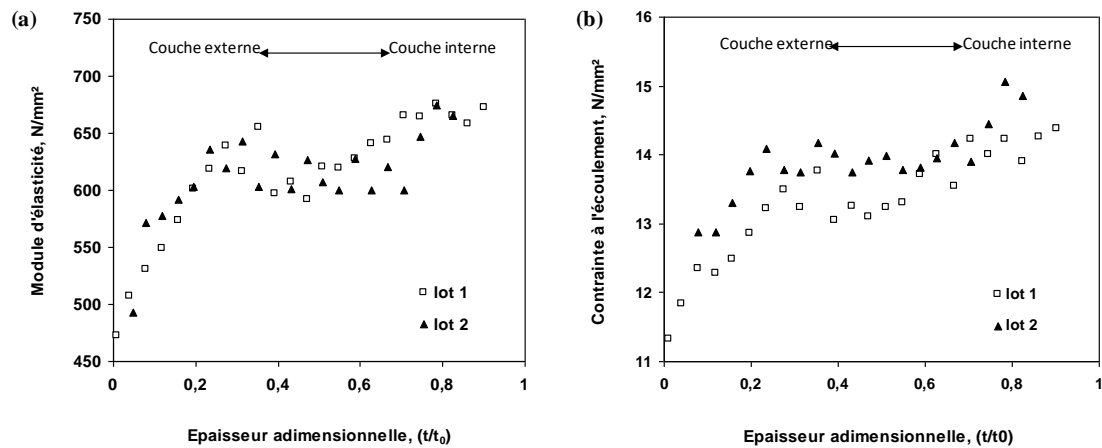 (a)
Module d'élasticité, N/mm²
750
700
650
600
550
500
450
Couche externe
Couche interne
lot 1
lot 2
0
0,2
0,4
0,6
0,8
1
Epaisseur adimensionnelle, (t/t₀)
(b)
Contrainte à l'écoulement, N/mm²
16
15
14
13
12
11
Couche externe
Couche interne
lot 1
lot 2
0
0,2
0,4
0,6
0,8
1
Epaisseur adimensionnelle, (t/t0)